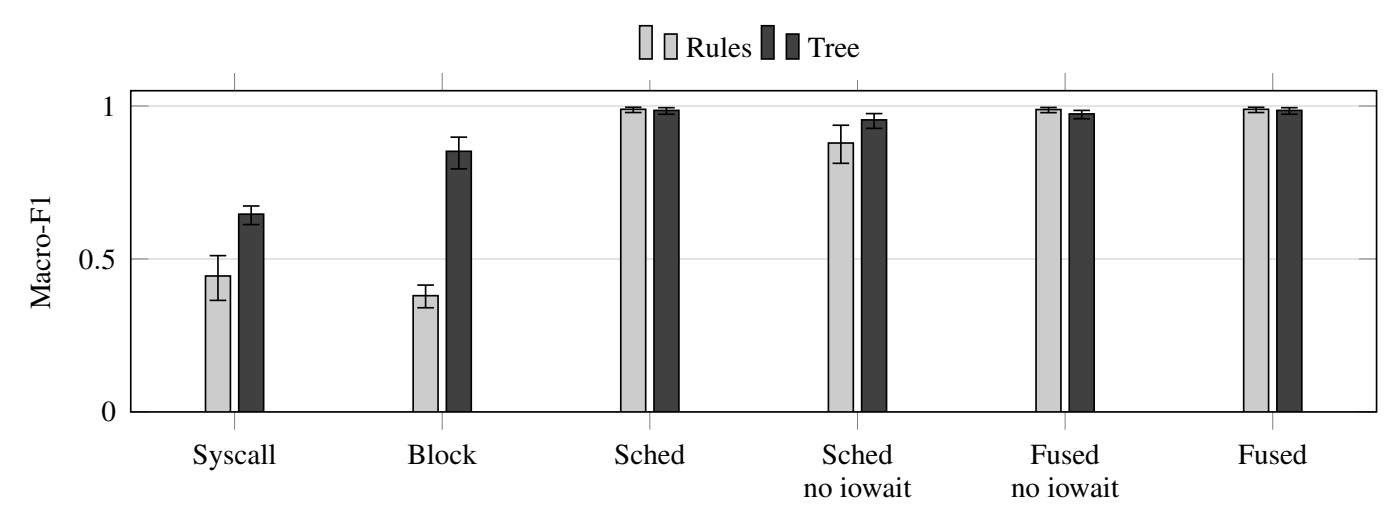 Rules Tree
Macro-F1
1
0.5
0
Syscall Block Sched Sched no iowait Fused no iowait Fused